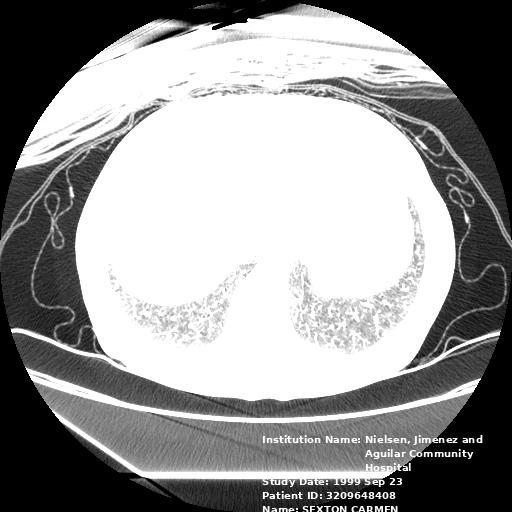 Institution Name: Nielsen, Jimenez and
Aguilar Community
Hospital
Study Date: 1999 Sep 23
Patient ID: 3209648408
Name: SEXTON CARMEN